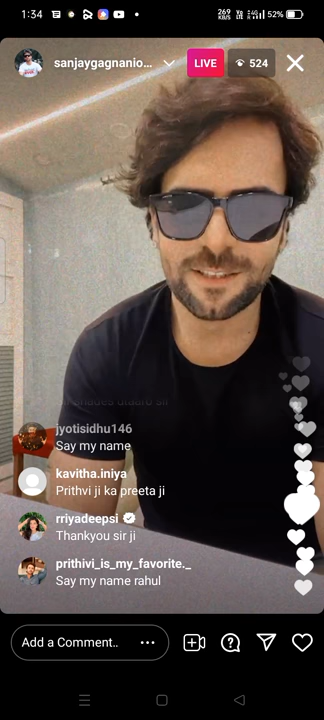 1:34
269 KB/S
52%
sanjaygagnanio...
LIVE
524
jyotisidhu146
Say my name
kavitha.iniya
Prithvi ji ka preeta ji
rriyadeepsi
Thankyou sir ji
prithivi_is_my_favorite._
Say my name rahul
Add a Comment..